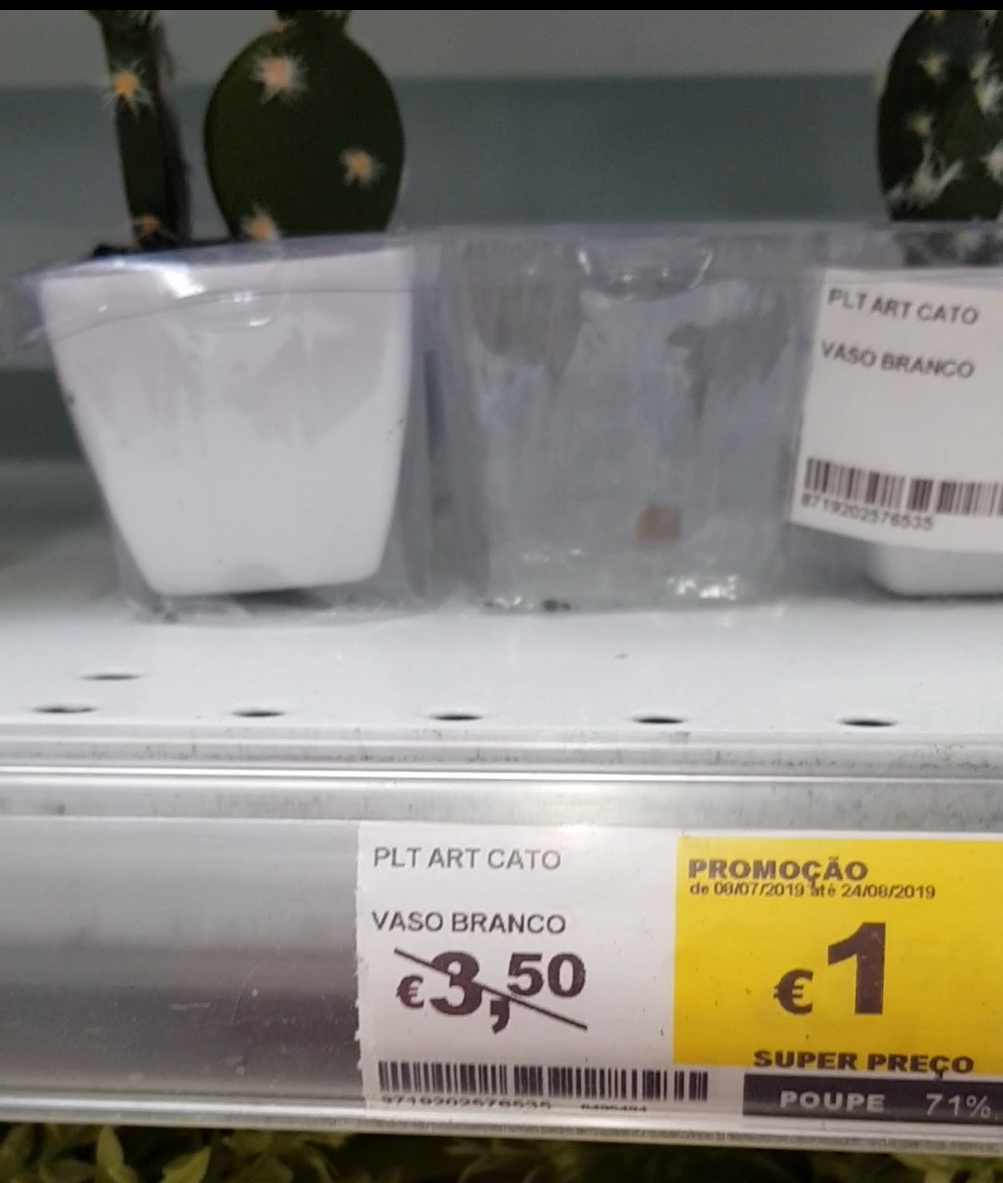 PLT ART CATO
VASO BRANCO
8719202576535
PLT ART CATO
VASO BRANCO
€3,50
8719202576535
PROMOÇÃO
de 08/07/2019 até 24/08/2019
€1
SUPER PREÇO
POUPE 71%